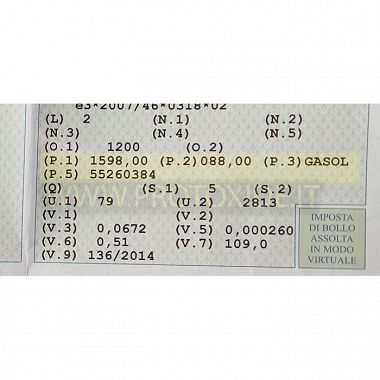 e3*2007/46*0318*02
(L) 2 (N.1) (N.2)
(N.3) (N.4) (N.5)
(O.1) 1200 (O.2)
(P.1) 1598,00 (P.2)088,00 (P.3)GASOL
(P.5) 55260384
(Q) (S.1) 5 (S.2)
WWW.PROTOXIDE.IT
(U.1) 79 (U.2) 2813
(V.1) (V.2)
(V.3) 0,0672 (V.5) 0,000260
(V.6) 0,51 (V.7) 109,0
(V.9) 136/2014
IMPOSTA
DI BOLLO
ASSOLTA
IN MODO
VIRTUALE